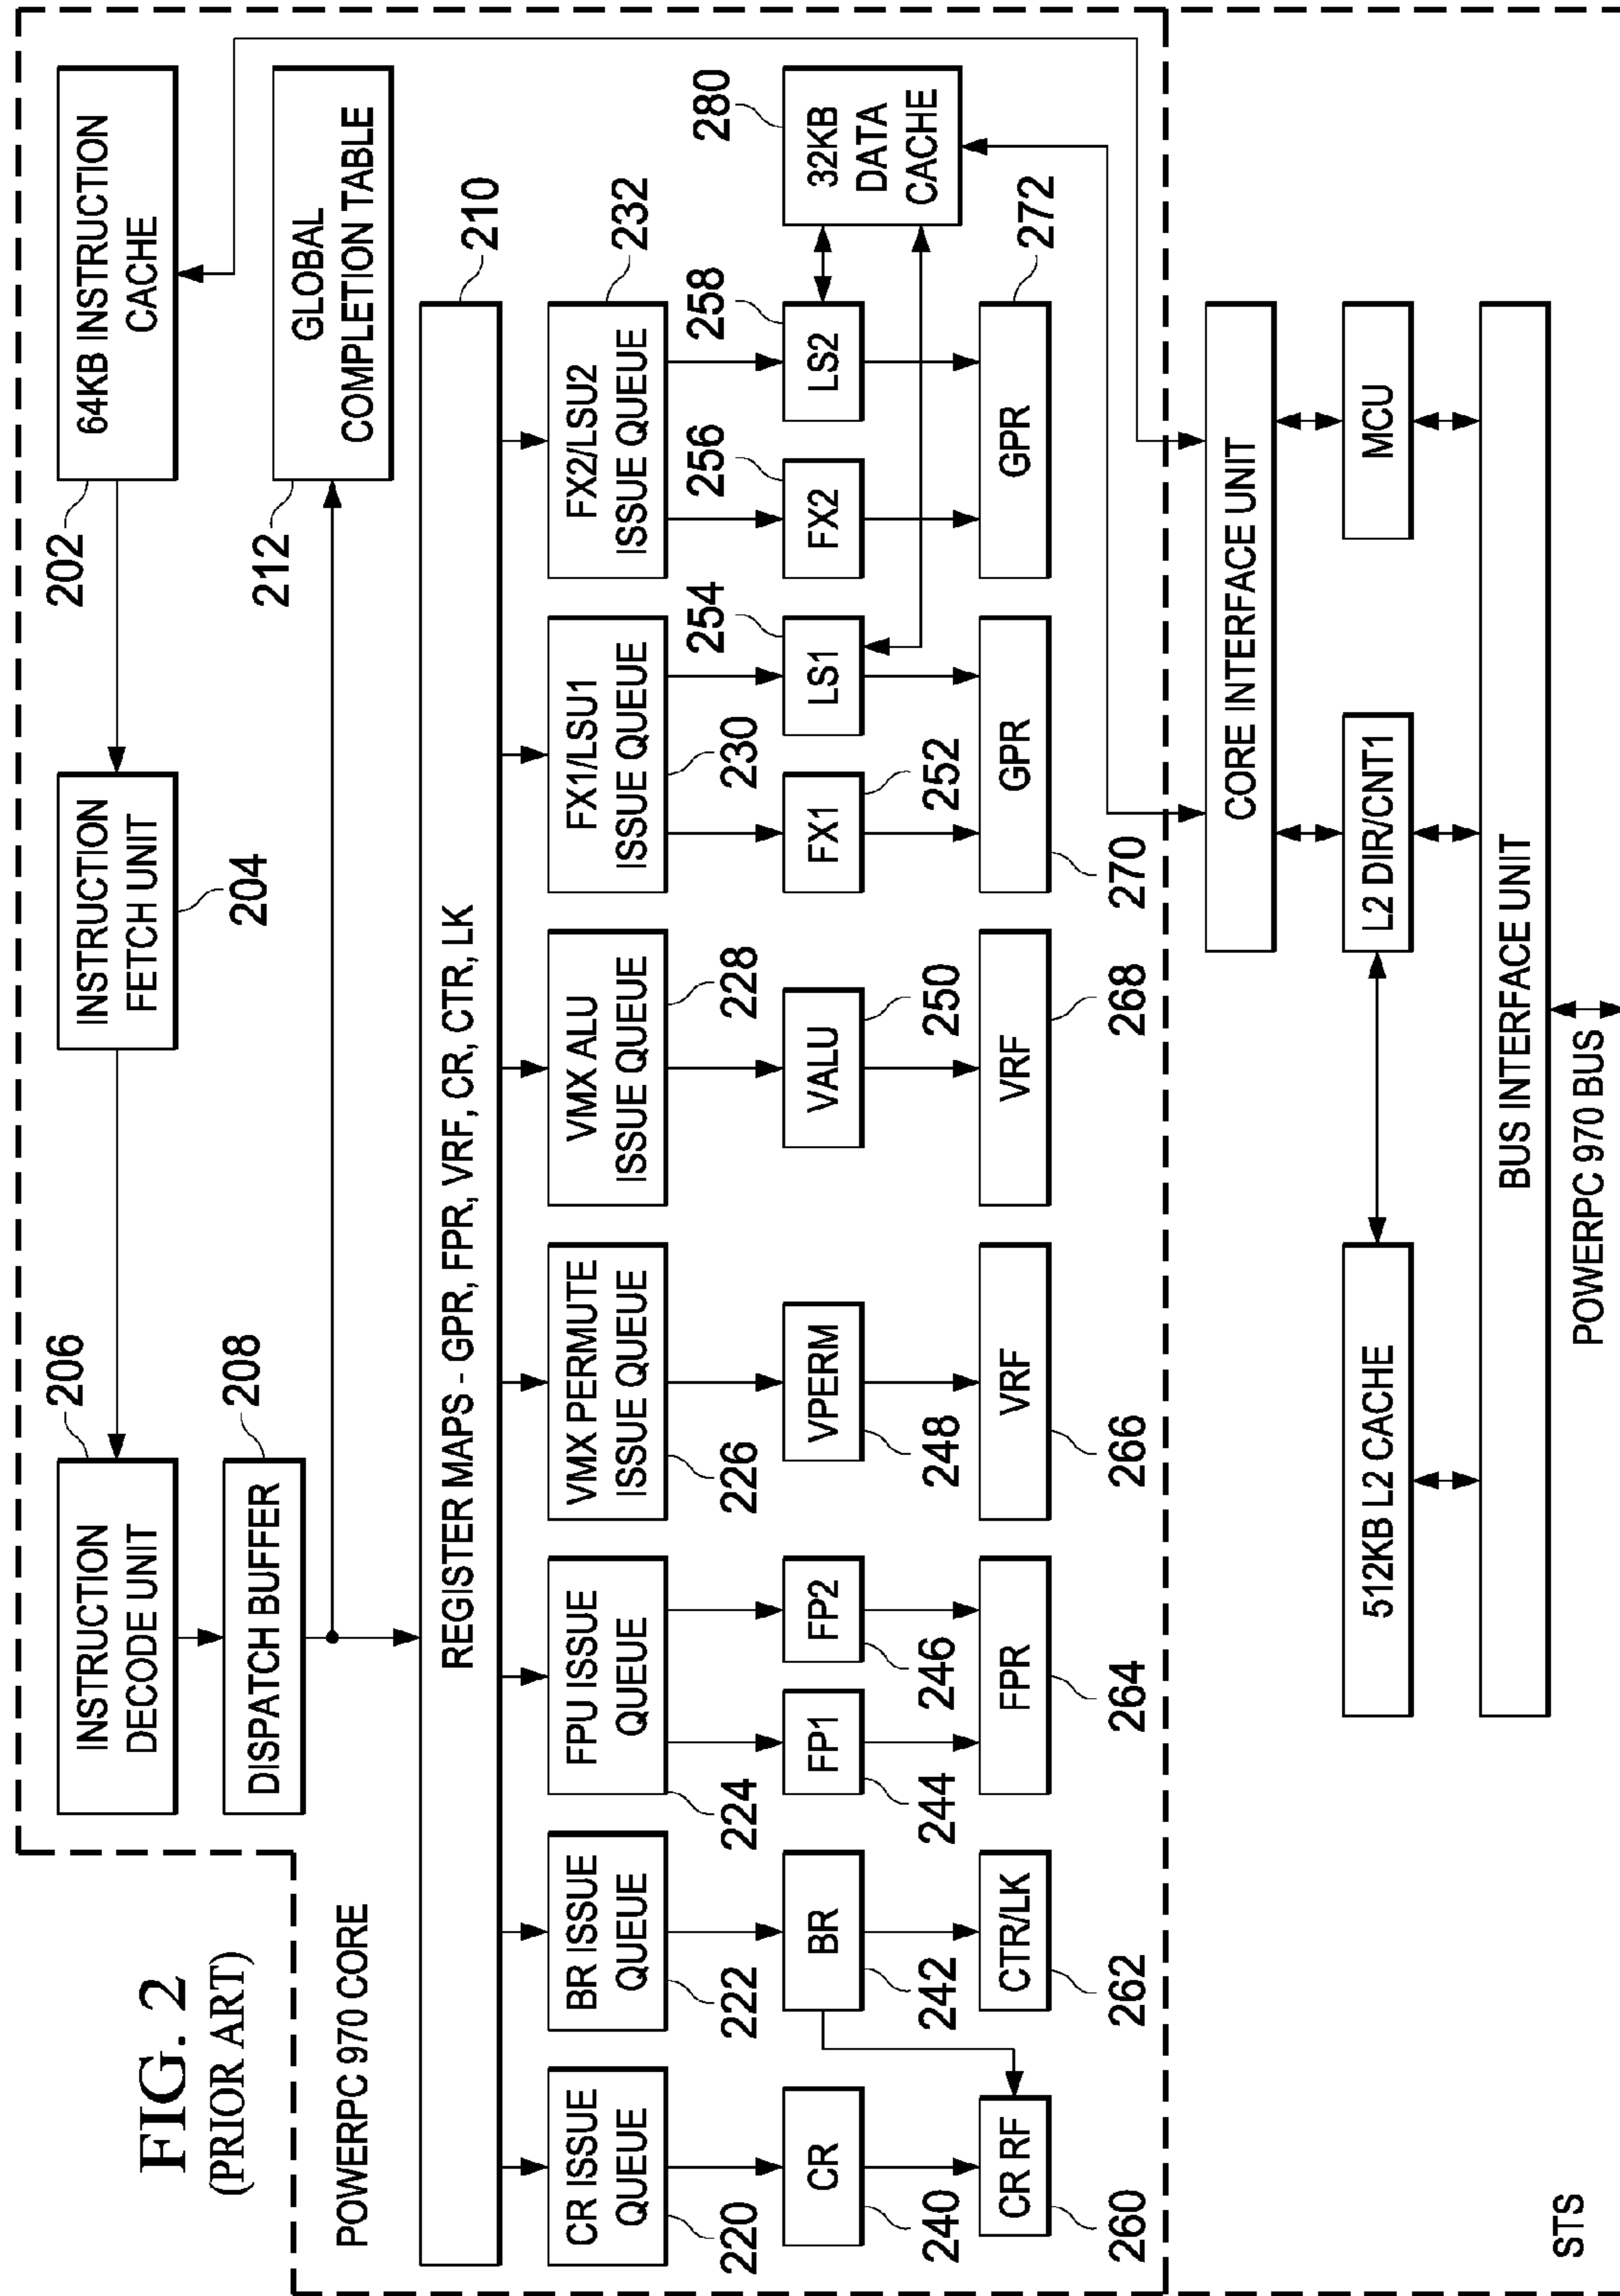 FIG. 2
(PRIOR ART)
POWERPC 970 CORE
64KB INSTRUCTION
CACHE
202
INSTRUCTION
FETCH UNIT
204
INSTRUCTION
DECODE UNIT
206
DISPATCH BUFFER
208
GLOBAL
COMPLETION TABLE
212
REGISTER MAPS - GPR, FPR, VRF, CR, CTR, LK
210
CR ISSUE
QUEUE
220
BR ISSUE
QUEUE
222
FPU ISSUE
QUEUE
224
VMX PERMUTE
ISSUE QUEUE
226
VMX ALU
ISSUE QUEUE
228
FX1/LSU1
ISSUE QUEUE
230
FX2/LSU2
ISSUE QUEUE
232
CR
240
BR
242
FP1
244
FP2
246
VPERM
248
VALU
250
FX1
252
LS1
254
FX2
256
LS2
258
32KB
DATA
CACHE
280
CR RF
260
CTR/LK
262
FPR
264
VRF
266
VRF
268
GPR
270
GPR
272
CORE INTERFACE UNIT
512KB L2 CACHE
L2 DIR/CNT1
MCU
BUS INTERFACE UNIT
POWERPC 970 BUS
STS